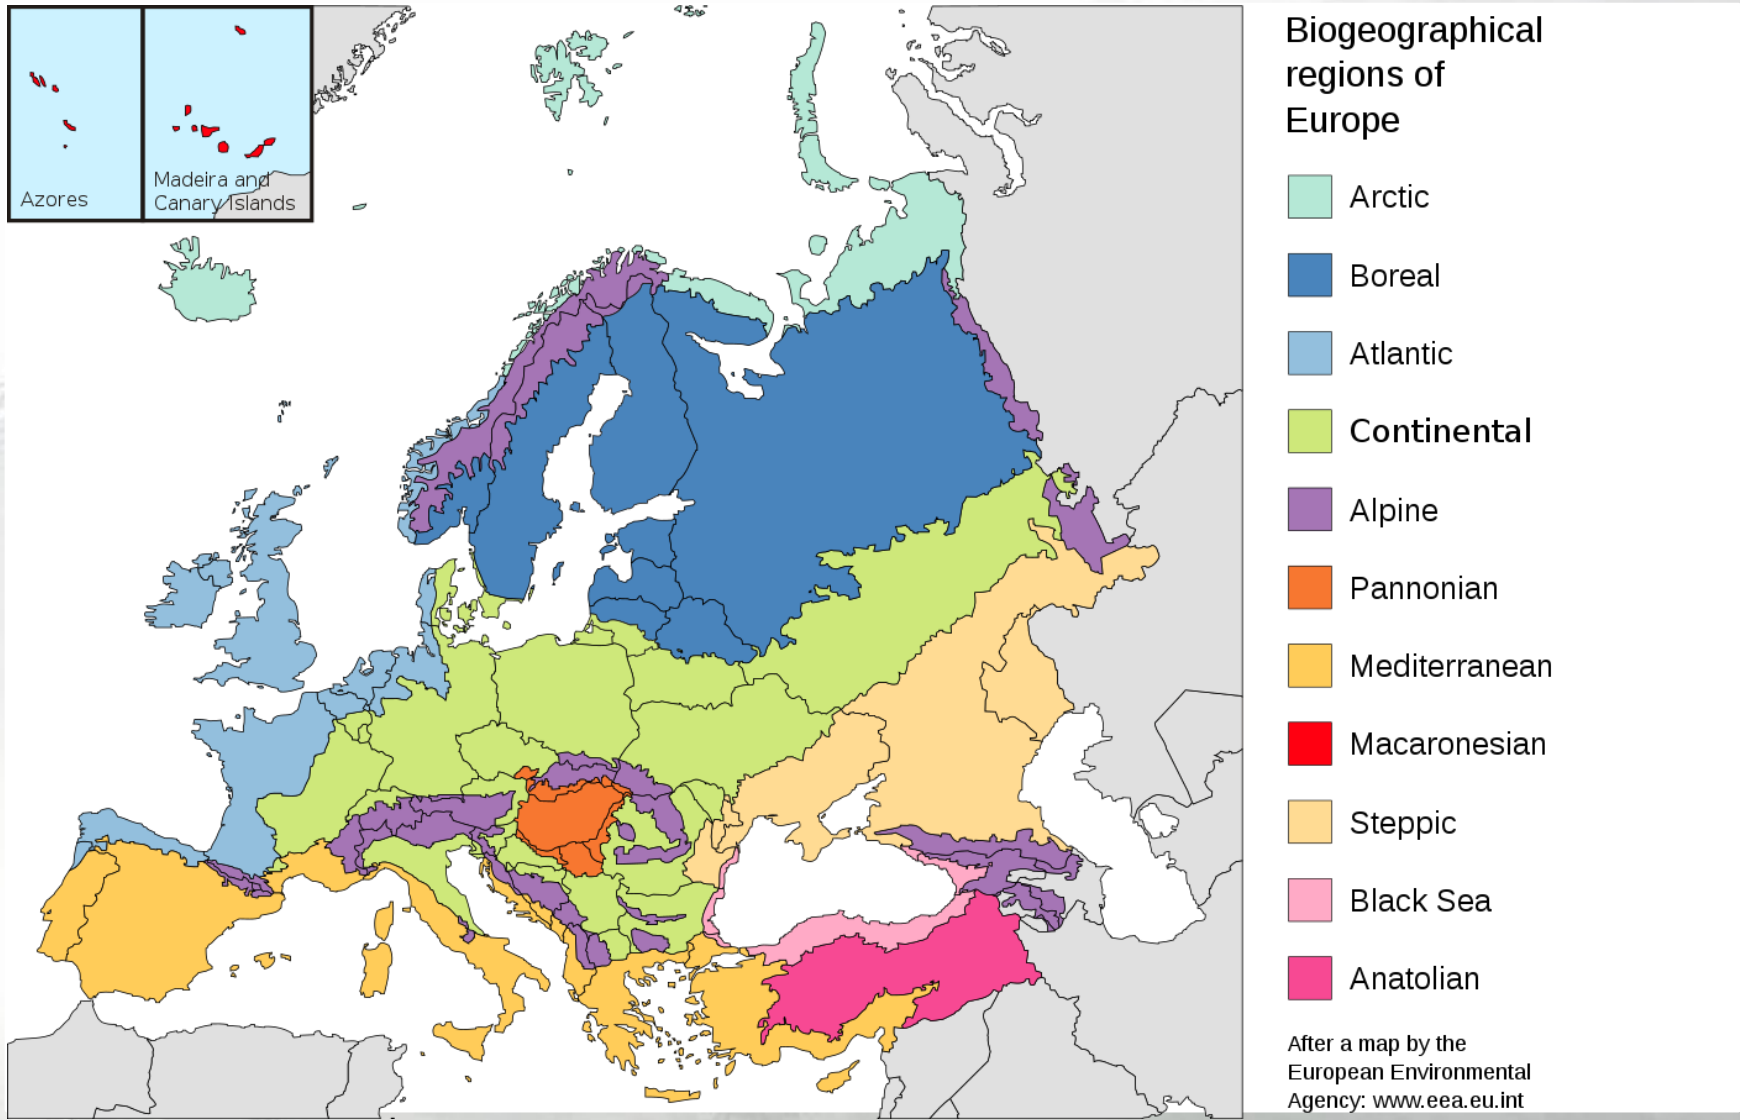 Biogeographical
regions of
Europe
Azores
Madeira and
Canary Islands
Arctic
Boreal
Atlantic
Continental
Alpine
Pannonian
Mediterranean
Macaronesian
Steppic
Black Sea
Anatolian
After a map by the
European Environmental
Agency: www.eea.eu.int